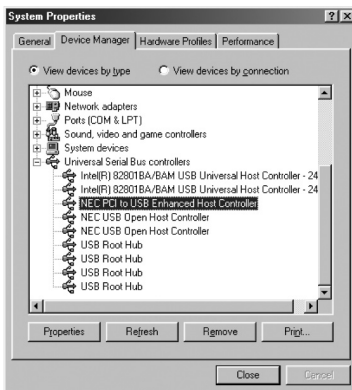 System Properties
General Device Manager Hardware Profiles Performance
View devices by type View devices by connection
Mouse
Network adapters
Ports (COM & LPT)
Sound, video and game controllers
System devices
Universal Serial Bus controllers
Intel(R) 82801BA/BAM USB Universal Host Controller - 24
Intel(R) 82801BA/BAM USB Universal Host Controller - 24
NEC PCI to USB Enhanced Host Controller
NEC USB Open Host Controller
NEC USB Open Host Controller
USB Root Hub
USB Root Hub
USB Root Hub
USB Root Hub
Properties Refresh Remove Print...
Close Cancel